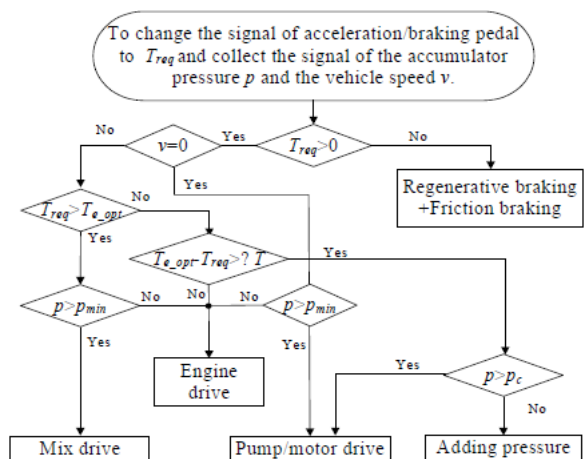 To change the signal of acceleration/braking pedal
to Treq and collect the signal of the accumulator
pressure p and the vehicle speed v.
No
v=0
Yes
Treq>0
No
Yes
Regenerative braking
+Friction braking
Treq>Te_opt
No
Yes
Te_opt-Treq>? T
Yes
No
p>pmin
No
No
p>pmin
Yes
Yes
Engine
drive
Yes
p>pc
No
Mix drive
Pump/motor drive
Adding pressure